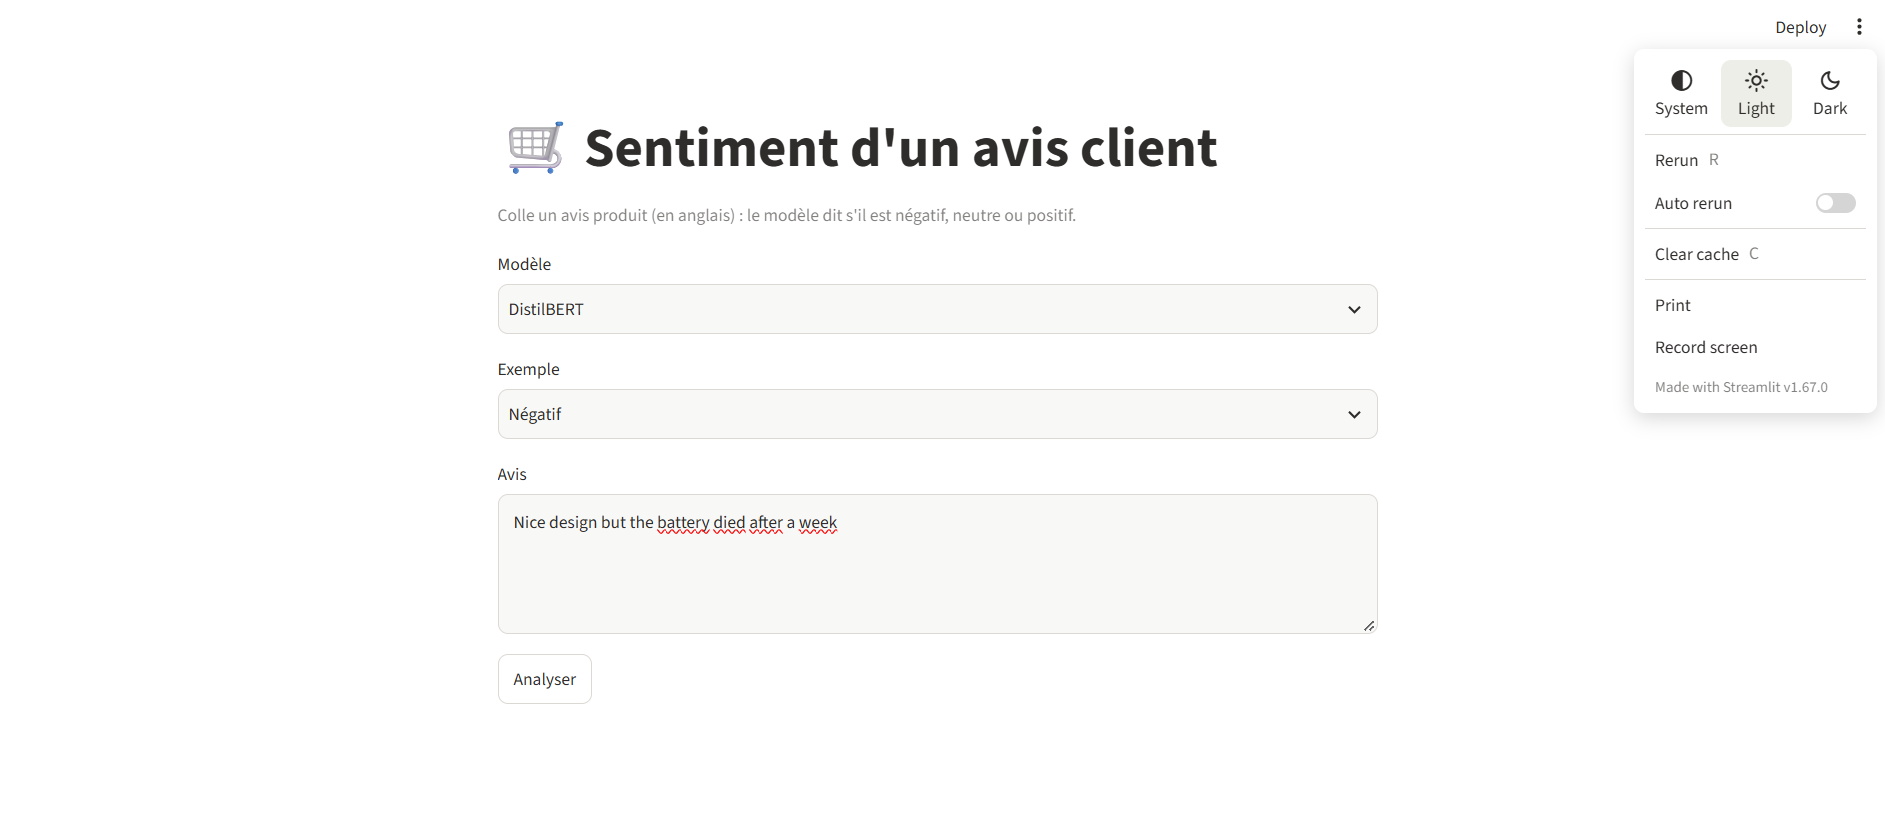 Deploy
System Light Dark
Rerun R
Auto rerun
Clear cache C
Print
Record screen
Made with Streamlit v1.67.0
Sentiment d'un avis client
Colle un avis produit (en anglais) : le modèle dit s'il est négatif, neutre ou positif.
Modèle
DistilBERT
Exemple
Négatif
Avis
Nice design but the battery died after a week
Analyser